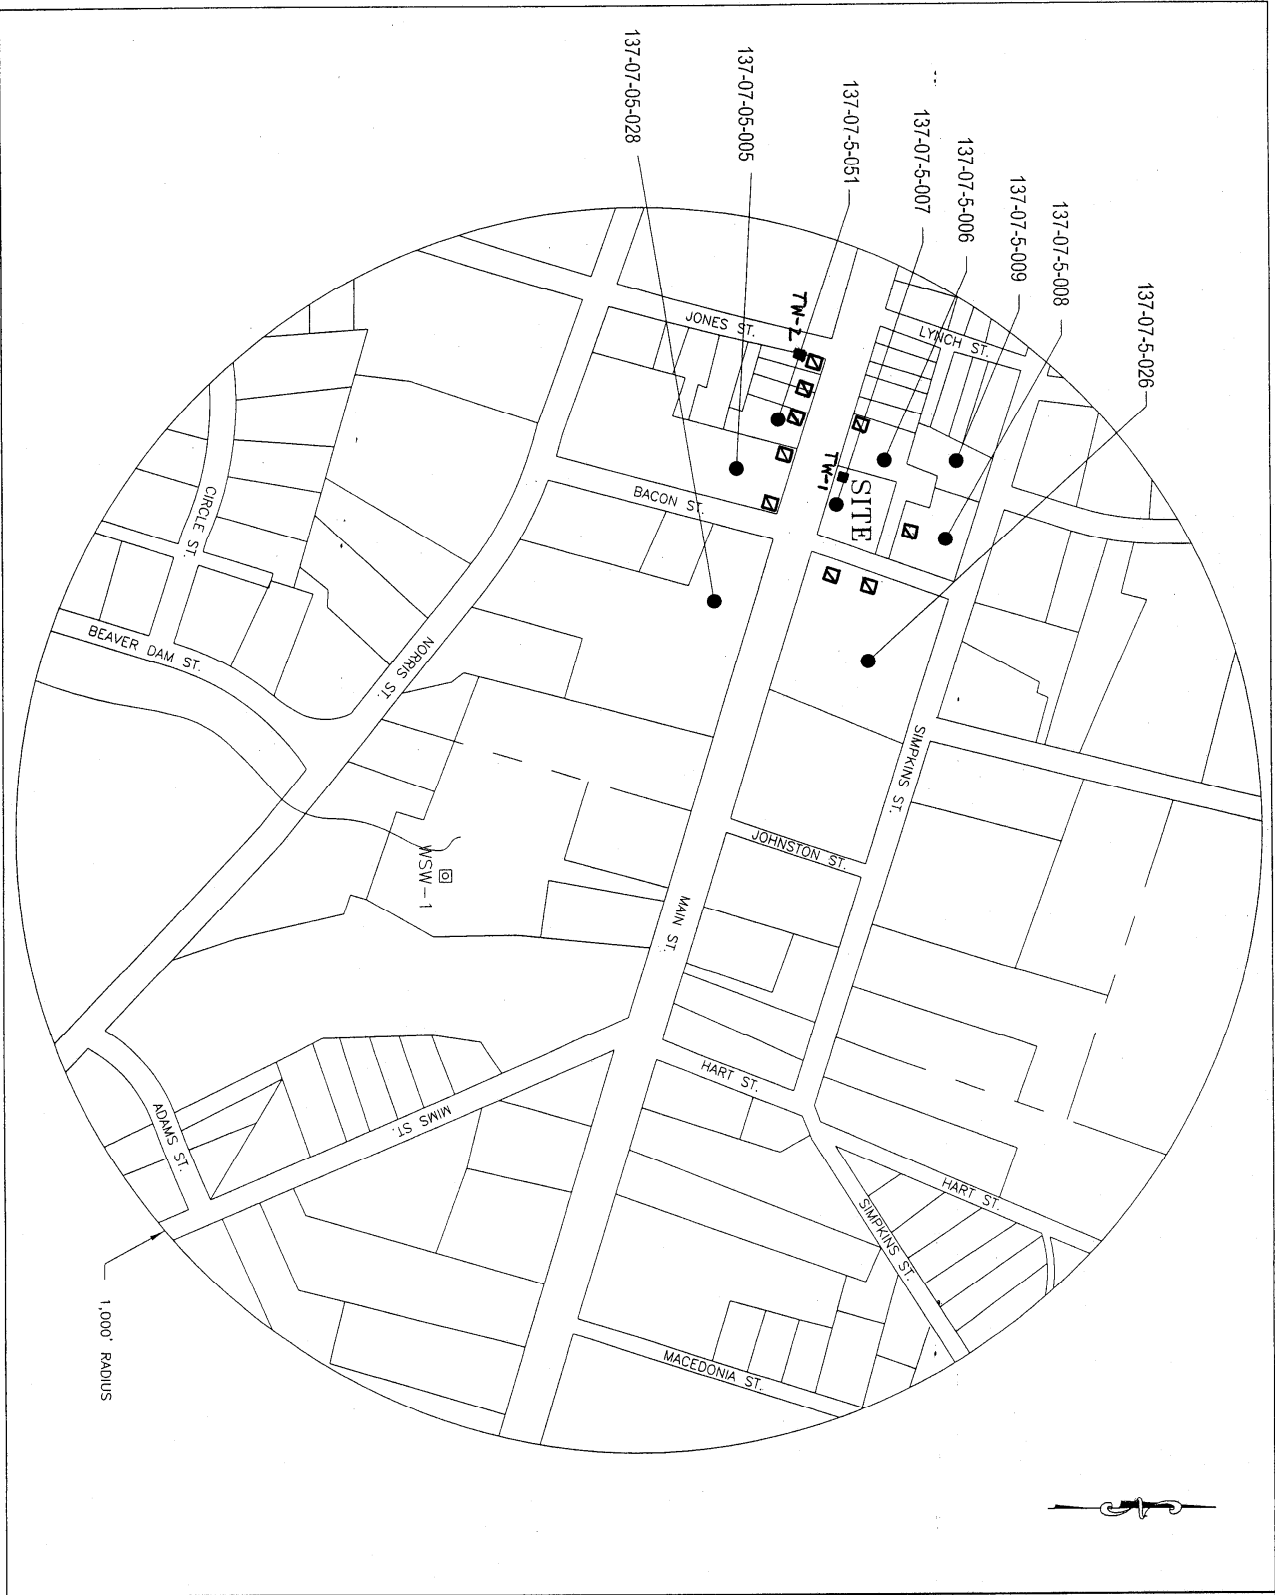 137-07-5-026
137-07-5-008
137-07-5-009
137-07-5-006
137-07-5-007
137-07-5-051
137-07-05-005
137-07-05-028
LYNCH ST.
JONES ST.
TW-2
TW-1
SITE
BACON ST.
CIRCLE ST.
BEAVER DAM ST.
NORRIS ST.
SIMPKINS ST.
JOHNSTON ST.
WSW-1
MAIN ST.
HART ST.
MIMS ST.
ADAMS ST.
HART ST.
SIMPKINS ST.
MACEDONIA ST.
1,000' RADIUS